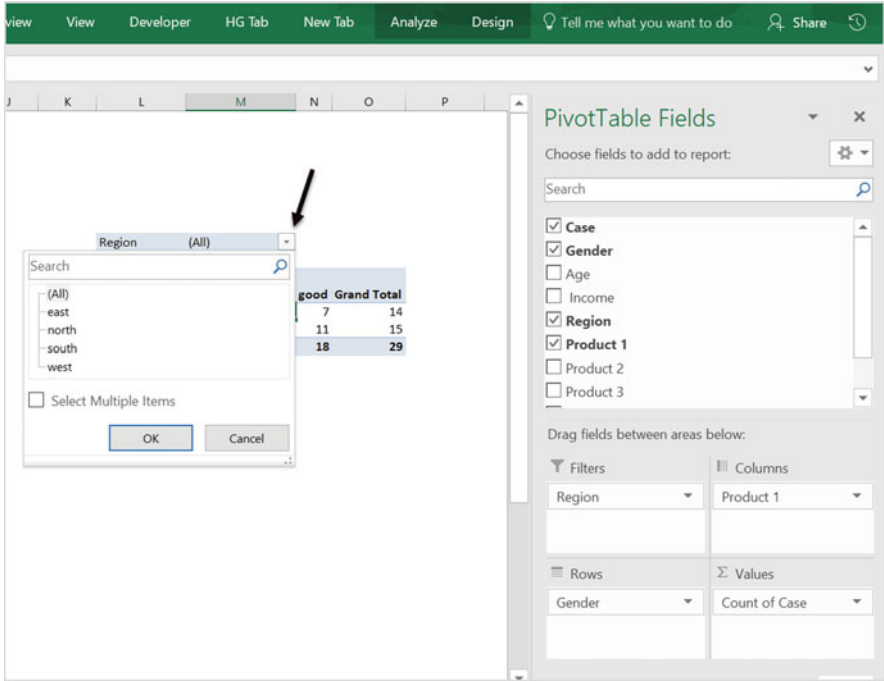 view View Developer HG Tab New Tab Analyze Design Tell me what you want to do Share
J K L M N O P
Region (All)
Search
(All)
east
north
south
west
Select Multiple Items
OK Cancel
good Grand Total
7 14
11 15
18 29
PivotTable Fields
Choose fields to add to report:
Search
Case
Gender
Age
Income
Region
Product 1
Product 2
Product 3
Drag fields between areas below:
Filters Columns
Region Product 1
Rows Σ Values
Gender Count of Case